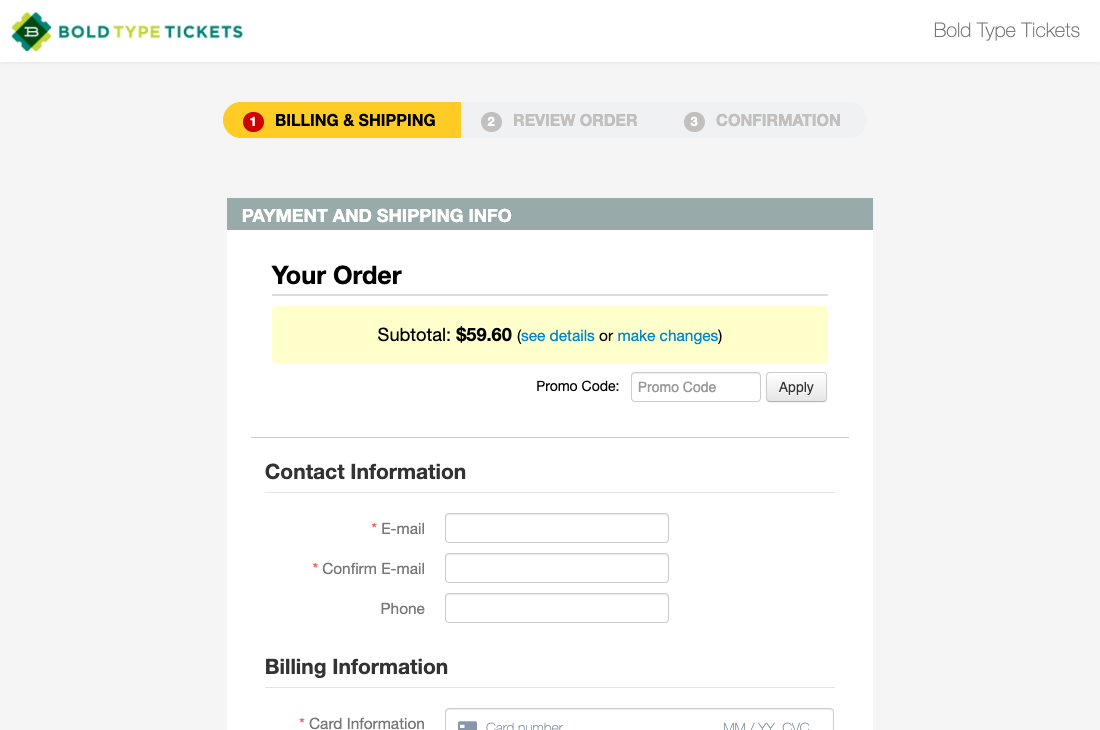 B BOLD TYPE TICKETS
Bold Type Tickets
1 BILLING & SHIPPING 2 REVIEW ORDER 3 CONFIRMATION
PAYMENT AND SHIPPING INFO
Your Order
Subtotal: $59.60 (see details or make changes)
Promo Code: Promo Code Apply
Contact Information
* E-mail
* Confirm E-mail
Phone
Billing Information
* Card Information Card number MM / YY CVC